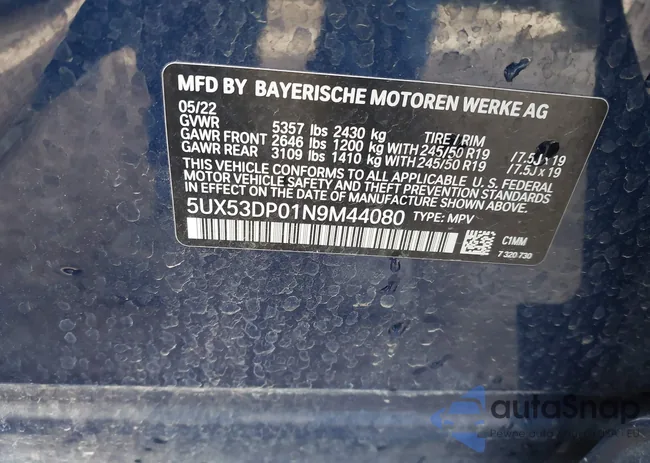 MFD BY BAYERISCHE MOTOREN WERKE AG
05/22
GVWR 5357 lbs 2430 kg TIRE/RIM
GAWR FRONT 2646 lbs 1200 kg WITH 245/50 R19 / 7.5J x 19
GAWR REAR 3109 lbs 1410 kg WITH 245/50 R19 / 7.5J x 19
THIS VEHICLE CONFORMS TO ALL APPLICABLE U. S. FEDERAL
MOTOR VEHICLE SAFETY AND THEFT PREVENTION STANDARDS
IN EFFECT ON THE DATE OF MANUFACTURE SHOWN ABOVE.
5UX53DP01N9M44080 TYPE: MPV
C1MM
7 320 730
autoSnap